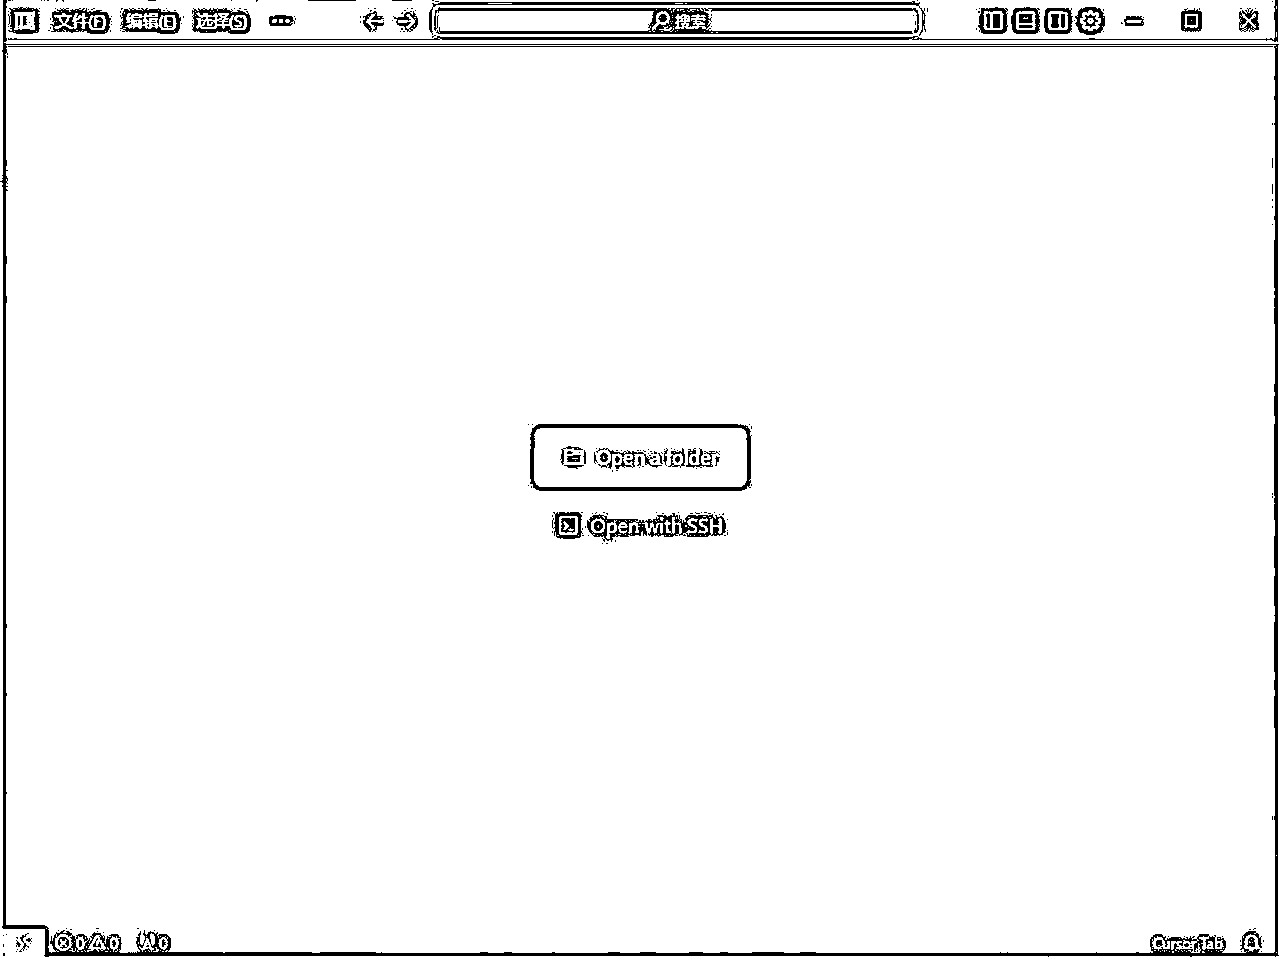 文件(F) 编辑(E) 选择(S) ··· 搜索
Open a folder
Open with SSH
0 0 0 Cursor Tab